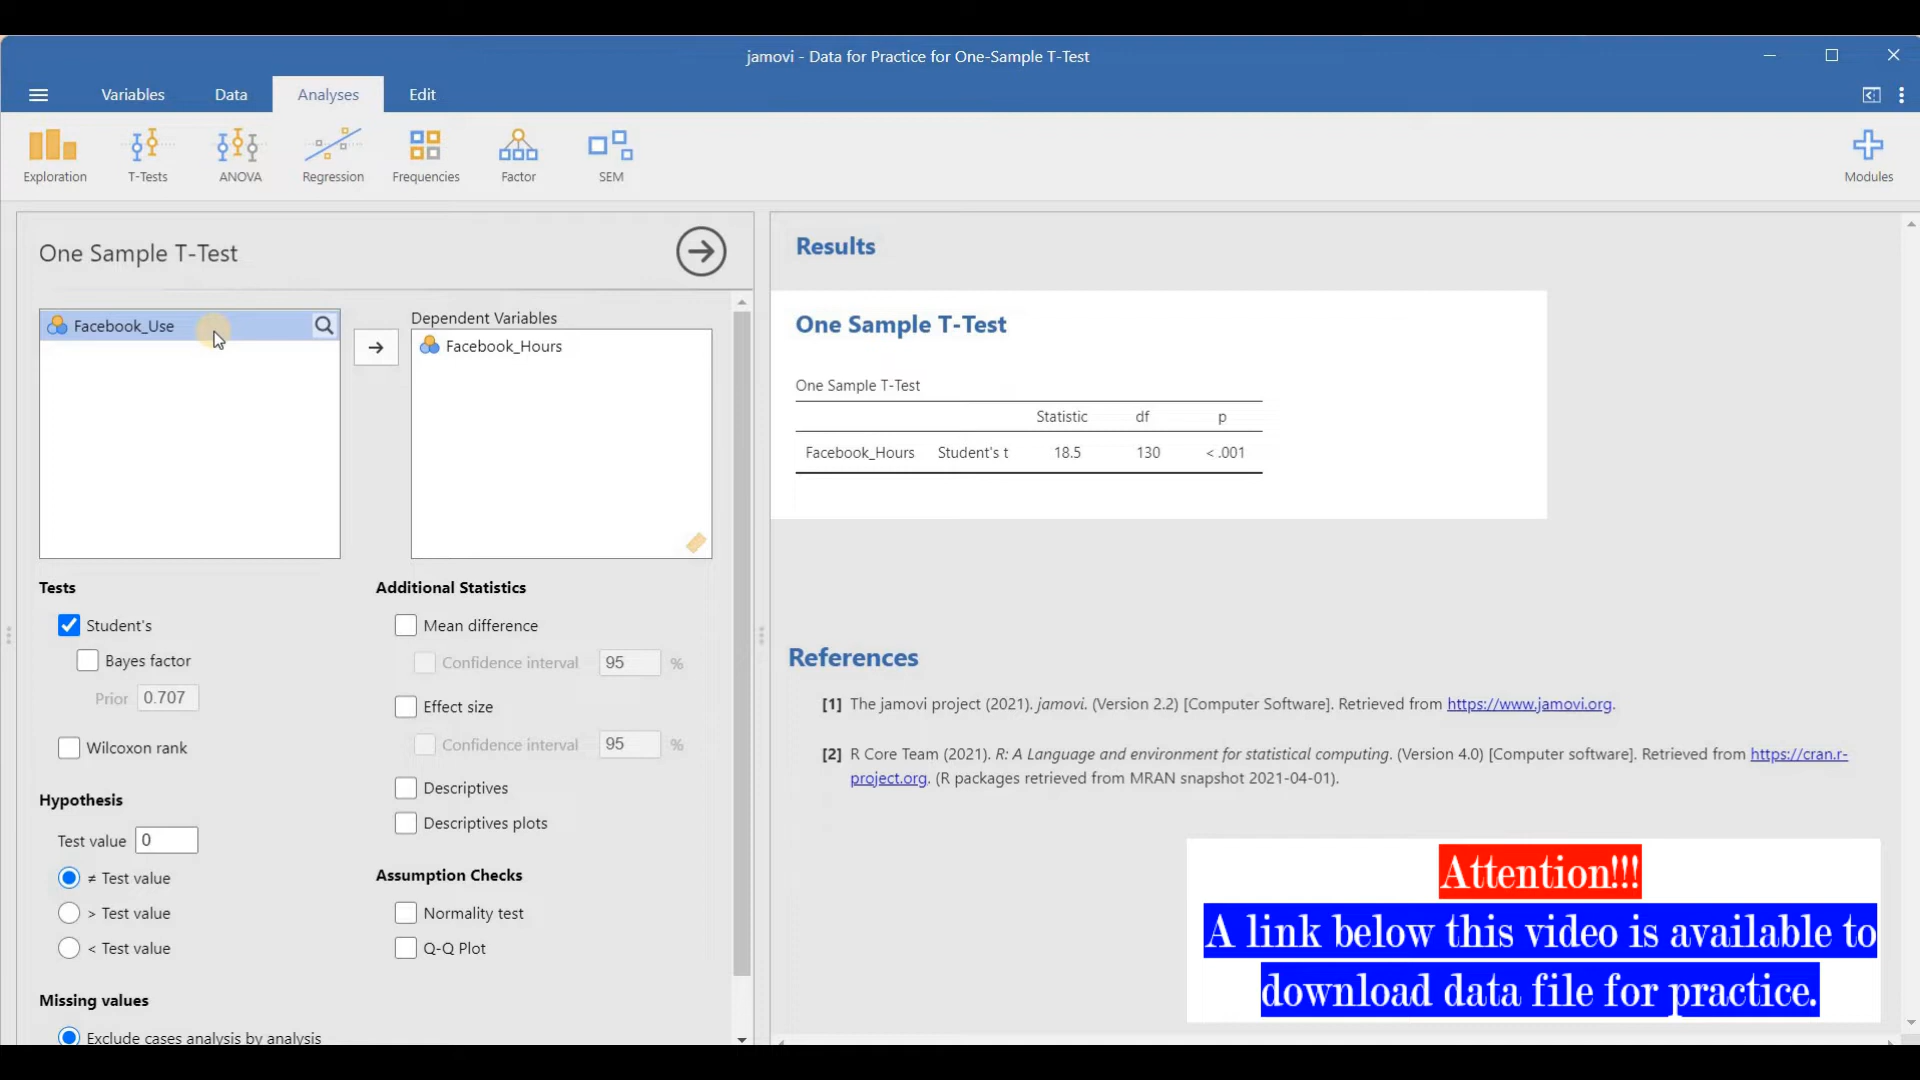 jamovi - Data for Practice for One-Sample T-Test
Variables Data Analyses Edit
Exploration T-Tests ANOVA Regression Frequencies Factor SEM Modules
One Sample T-Test
Facebook_Use
Dependent Variables
Facebook_Hours
Tests
Student's
Bayes factor
Prior 0.707
Wilcoxon rank
Hypothesis
Test value 0
≠ Test value
> Test value
< Test value
Missing values
Exclude cases analysis by analysis
Additional Statistics
Mean difference
Confidence interval 95 %
Effect size
Confidence interval 95 %
Descriptives
Descriptives plots
Assumption Checks
Normality test
Q-Q Plot
Results
One Sample T-Test
One Sample T-Test
Statistic df p
Facebook_Hours Student's t 18.5 130 < .001
References
[1] The jamovi project (2021). jamovi. (Version 2.2) [Computer Software]. Retrieved from https://www.jamovi.org.
[2] R Core Team (2021). R: A Language and environment for statistical computing. (Version 4.0) [Computer software]. Retrieved from https://cran.r-
project.org. (R packages retrieved from MRAN snapshot 2021-04-01).
Attention!!!
A link below this video is available to
download data file for practice.